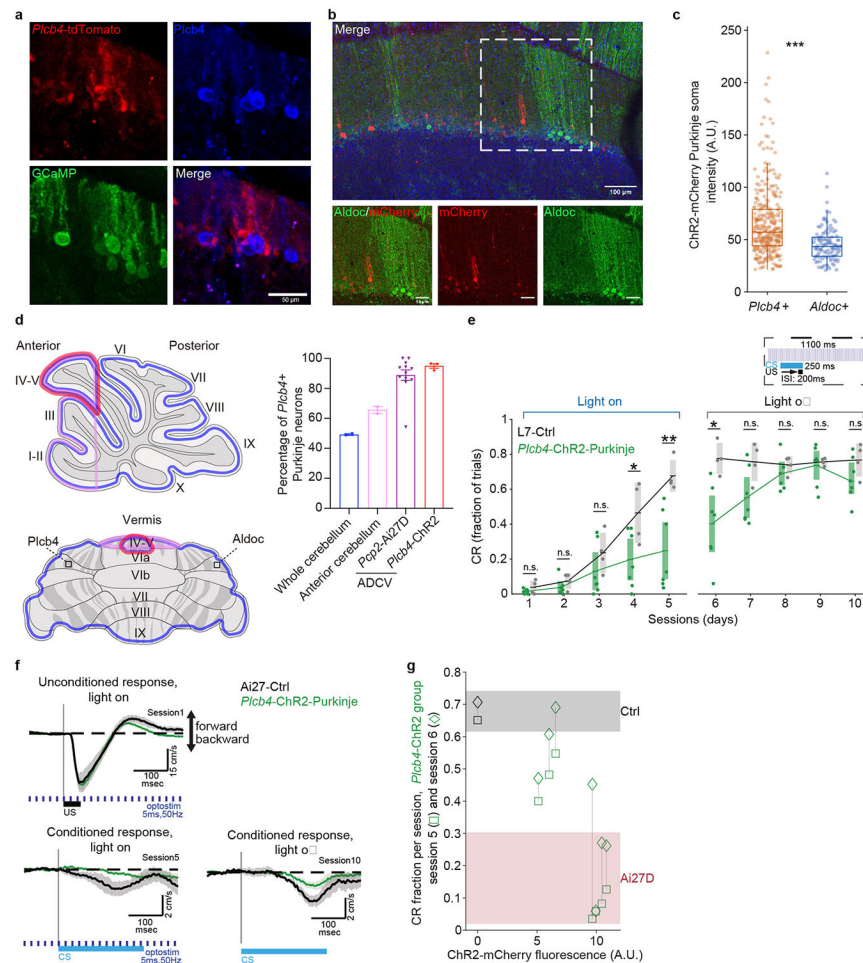 a
Plcb4-tdTomato
Plcb4
GCaMP
Merge
50 µm
b
Merge
100 µm
Aldoc/mCherry
mCherry
Aldoc
c
ChR2-mCherry Purkinje soma
intensity (A.U.)
***
250
200
150
100
50
0
Plcb4+
Aldoc+
d
Anterior
Posterior
VI
IV-V
VII
III
VIII
I-II
IX
X
Vermis
Plcb4
IV-V
Aldoc
VIa
VIb
VII
VIII
IX
Percentage of Plcb4+
Purkinje neurons
100
80
60
40
20
0
Whole cerebellum
Anterior cerebellum
Pcp2-Ai27D
Plcb4-ChR2
ADCV
e
1100 ms
CS
250 ms
US
ISI: 200ms
Light on
Light o□
CR (fraction of trials)
L7-Ctrl
Plcb4-ChR2-Purkinje
1
0.8
0.6
0.4
0.2
0
n.s.
n.s.
n.s.
*
**
*
n.s.
n.s.
n.s.
n.s.
1 2 3 4 5
6 7 8 9 10
Sessions (days)
f
Unconditioned response,
light on
Ai27-Ctrl
Plcb4-ChR2-Purkinje
Session1
forward
backward
15 cm/s
100
msec
US
optostim
5ms,50Hz
Conditioned response,
light on
Session5
2 cm/s
100
msec
CS
optostim
5ms,50Hz
Conditioned response,
light o□
Session10
2 cm/s
100
msec
CS
g
CR fraction per session, Plcb4-ChR2 group
session 5 (□) and session 6 (◇)
0.8
0.7
0.6
0.5
0.4
0.3
0.2
0.1
0
Ctrl
Ai27D
0 5 10
ChR2-mCherry fluorescence (A.U.)